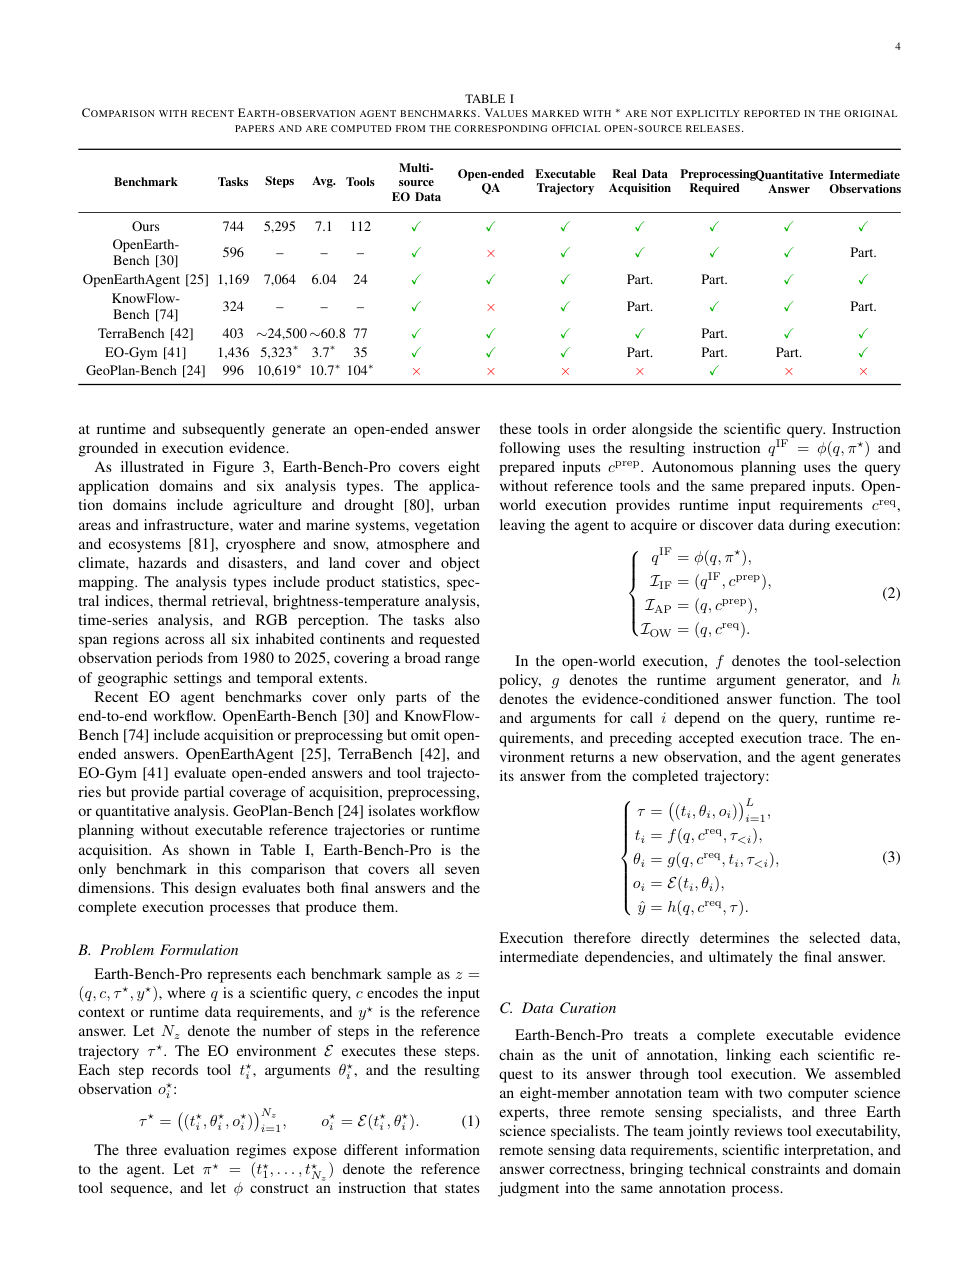 4
TABLE I
COMPARISON WITH RECENT EARTH-OBSERVATION AGENT BENCHMARKS. VALUES MARKED WITH * ARE NOT EXPLICITLY REPORTED IN THE ORIGINAL
PAPERS AND ARE COMPUTED FROM THE CORRESPONDING OFFICIAL OPEN-SOURCE RELEASES.
Benchmark Tasks Steps Avg. Tools Multi-source EO Data Open-ended QA Executable Trajectory Real Data Acquisition Preprocessing Required Quantitative Answer Intermediate Observations
Ours 744 5,295 7.1 112 ✓ ✓ ✓ ✓ ✓ ✓ ✓
OpenEarth-
Bench [30] 596 – – – ✓ × ✓ ✓ ✓ ✓ Part.
OpenEarthAgent [25] 1,169 7,064 6.04 24 ✓ ✓ ✓ Part. Part. ✓ ✓
KnowFlow-
Bench [74] 324 – – – ✓ × ✓ Part. ✓ ✓ Part.
TerraBench [42] 403 ∼24,500 ∼60.8 77 ✓ ✓ ✓ ✓ Part. ✓ ✓
EO-Gym [41] 1,436 5,323* 3.7* 35 ✓ ✓ ✓ Part. Part. Part. ✓
GeoPlan-Bench [24] 996 10,619* 10.7* 104* × × × × ✓ × ×
at runtime and subsequently generate an open-ended answer
grounded in execution evidence.
As illustrated in Figure 3, Earth-Bench-Pro covers eight
application domains and six analysis types. The applica-
tion domains include agriculture and drought [80], urban
areas and infrastructure, water and marine systems, vegetation
and ecosystems [81], cryosphere and snow, atmosphere and
climate, hazards and disasters, and land cover and object
mapping. The analysis types include product statistics, spec-
tral indices, thermal retrieval, brightness-temperature analysis,
time-series analysis, and RGB perception. The tasks also
span regions across all six inhabited continents and requested
observation periods from 1980 to 2025, covering a broad range
of geographic settings and temporal extents.
Recent EO agent benchmarks cover only parts of the
end-to-end workflow. OpenEarth-Bench [30] and KnowFlow-
Bench [74] include acquisition or preprocessing but omit open-
ended answers. OpenEarthAgent [25], TerraBench [42], and
EO-Gym [41] evaluate open-ended answers and tool trajecto-
ries but provide partial coverage of acquisition, preprocessing,
or quantitative analysis. GeoPlan-Bench [24] isolates workflow
planning without executable reference trajectories or runtime
acquisition. As shown in Table I, Earth-Bench-Pro is the
only benchmark in this comparison that covers all seven
dimensions. This design evaluates both final answers and the
complete execution processes that produce them.
B. Problem Formulation
Earth-Bench-Pro represents each benchmark sample as z =
(q, c, τ⋆, y⋆), where q is a scientific query, c encodes the input
context or runtime data requirements, and y⋆ is the reference
answer. Let N_z denote the number of steps in the reference
trajectory τ⋆. The EO environment ℰ executes these steps.
Each step records tool t_i⋆, arguments θ_i⋆, and the resulting
observation o_i⋆:
τ⋆ = ((t_i⋆, θ_i⋆, o_i⋆))_{i=1}^{N_z}, o_i⋆ = ℰ(t_i⋆, θ_i⋆). (1)
The three evaluation regimes expose different information
to the agent. Let π⋆ = (t_1⋆, . . . , t_{N_z}⋆) denote the reference
tool sequence, and let ϕ construct an instruction that states
these tools in order alongside the scientific query. Instruction
following uses the resulting instruction q^IF = ϕ(q, π⋆) and
prepared inputs c^prep. Autonomous planning uses the query
without reference tools and the same prepared inputs. Open-
world execution provides runtime input requirements c^req,
leaving the agent to acquire or discover data during execution:
q^IF = ϕ(q, π⋆),
ℐ_IF = (q^IF, c^prep),
ℐ_AP = (q, c^prep),
ℐ_OW = (q, c^req).
(2)
In the open-world execution, f denotes the tool-selection
policy, g denotes the runtime argument generator, and h
denotes the evidence-conditioned answer function. The tool
and arguments for call i depend on the query, runtime re-
quirements, and preceding accepted execution trace. The en-
vironment returns a new observation, and the agent generates
its answer from the completed trajectory:
τ = ((t_i, θ_i, o_i))_{i=1}^L,
t_i = f(q, c^req, τ_{<i}),
θ_i = g(q, c^req, t_i, τ_{<i}),
o_i = ℰ(t_i, θ_i),
ŷ = h(q, c^req, τ).
(3)
Execution therefore directly determines the selected data,
intermediate dependencies, and ultimately the final answer.
C. Data Curation
Earth-Bench-Pro treats a complete executable evidence
chain as the unit of annotation, linking each scientific re-
quest to its answer through tool execution. We assembled
an eight-member annotation team with two computer science
experts, three remote sensing specialists, and three Earth
science specialists. The team jointly reviews tool executability,
remote sensing data requirements, scientific interpretation, and
answer correctness, bringing technical constraints and domain
judgment into the same annotation process.